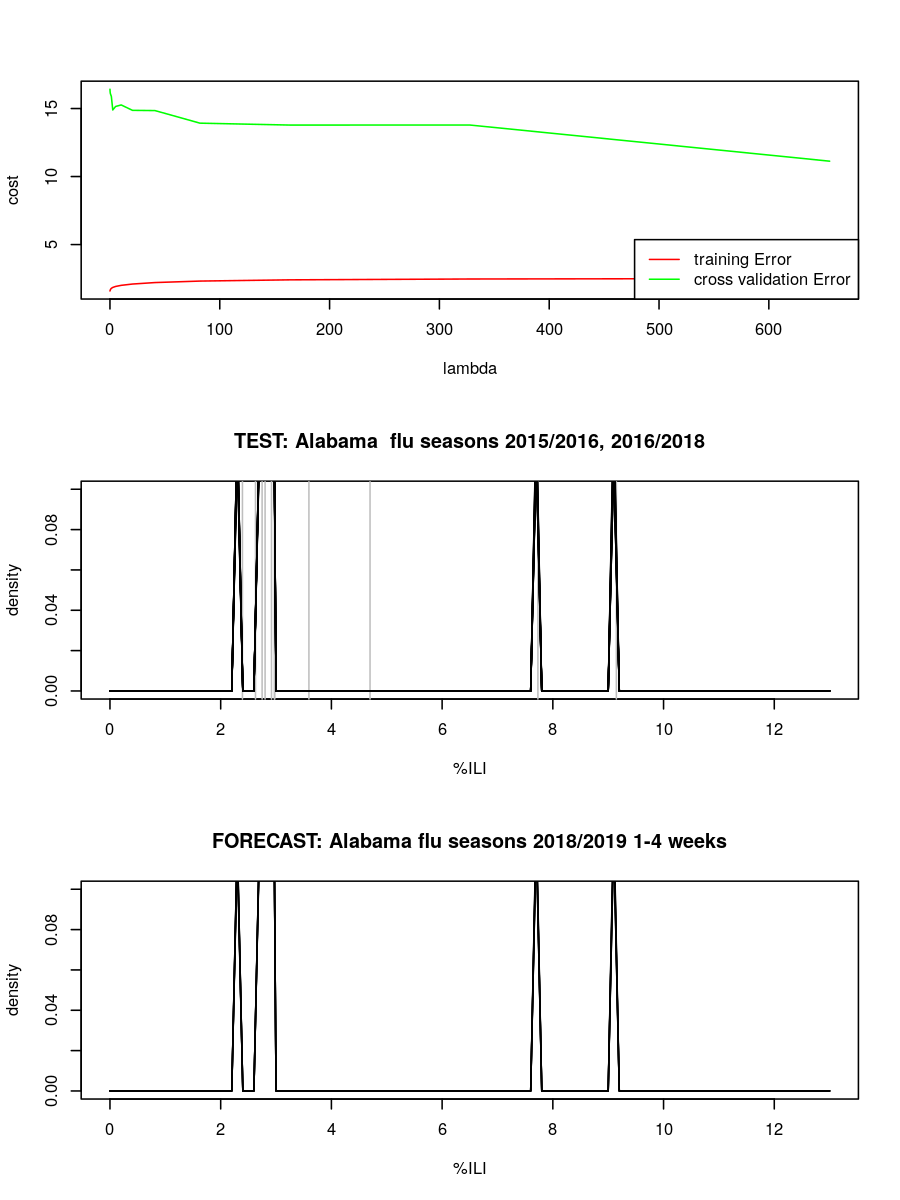 cost
15
10
5
training Error
cross validation Error
0 100 200 300 400 500 600
lambda
TEST: Alabama  flu seasons 2015/2016, 2016/2018
density
0.08
0.04
0.00
0 2 4 6 8 10 12
%ILI
FORECAST: Alabama flu seasons 2018/2019 1-4 weeks
density
0.08
0.04
0.00
0 2 4 6 8 10 12
%ILI